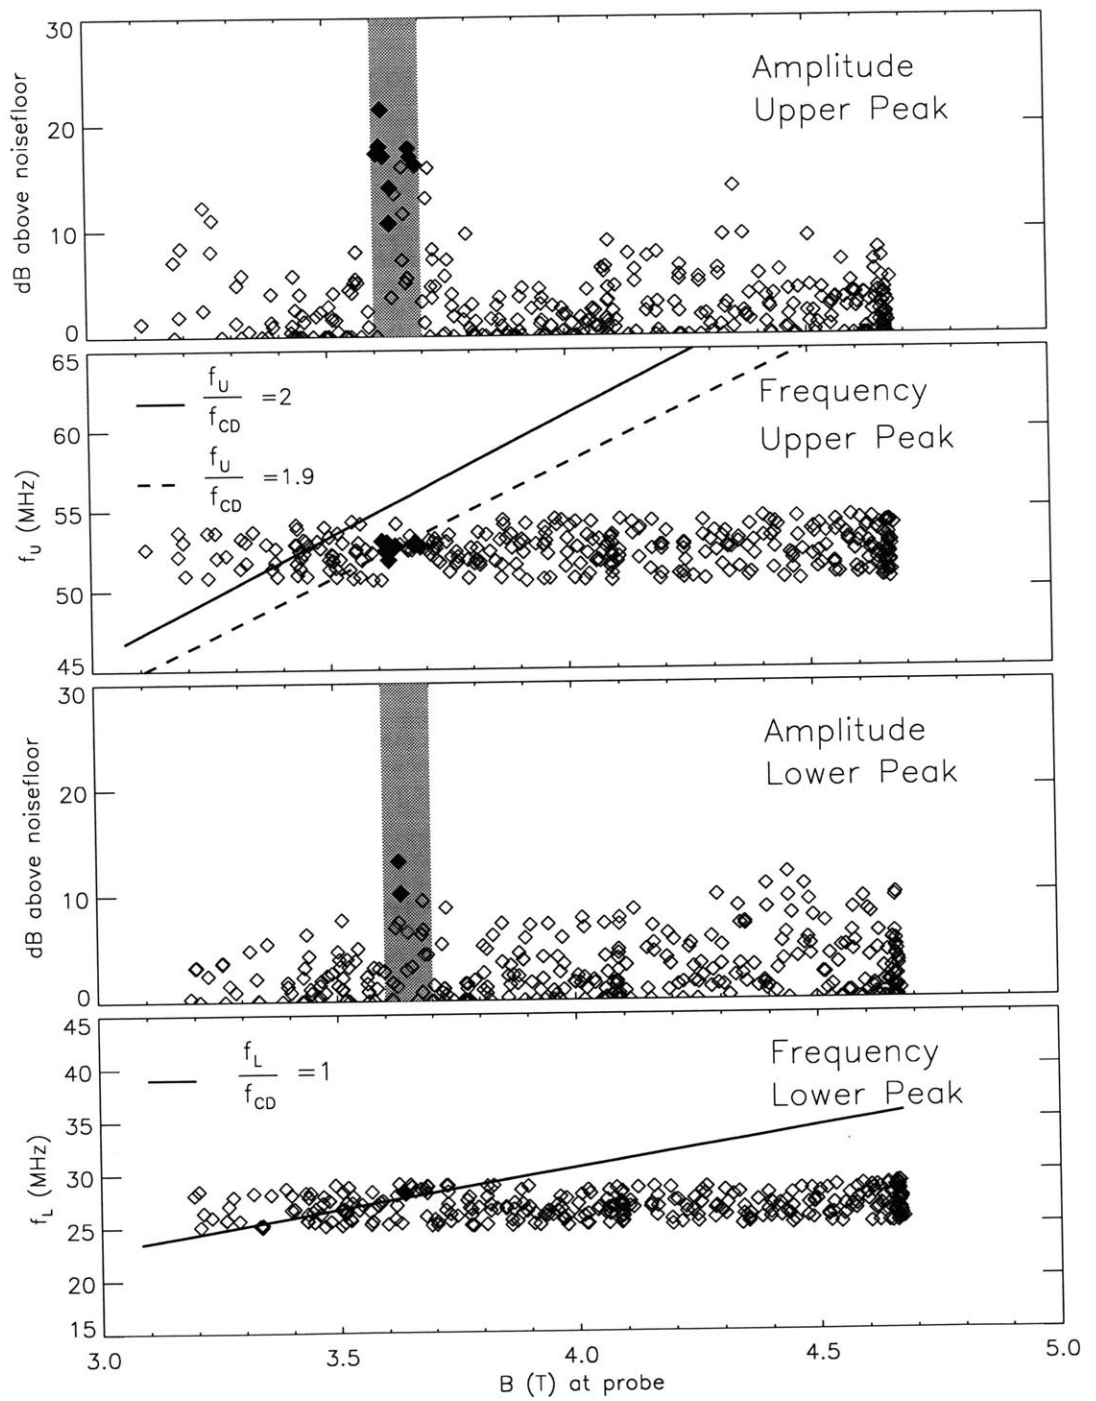 30
20
10
0
dB above noisefloor
Amplitude
Upper Peak
65
60
55
50
45
f_U (MHz)
f_U
f_CD =2
f_U
f_CD =1.9
Frequency
Upper Peak
30
20
10
0
dB above noisefloor
Amplitude
Lower Peak
45
40
35
30
25
20
15
f_L (MHz)
f_L
f_CD =1
Frequency
Lower Peak
3.0 3.5 4.0 4.5 5.0
B (T) at probe